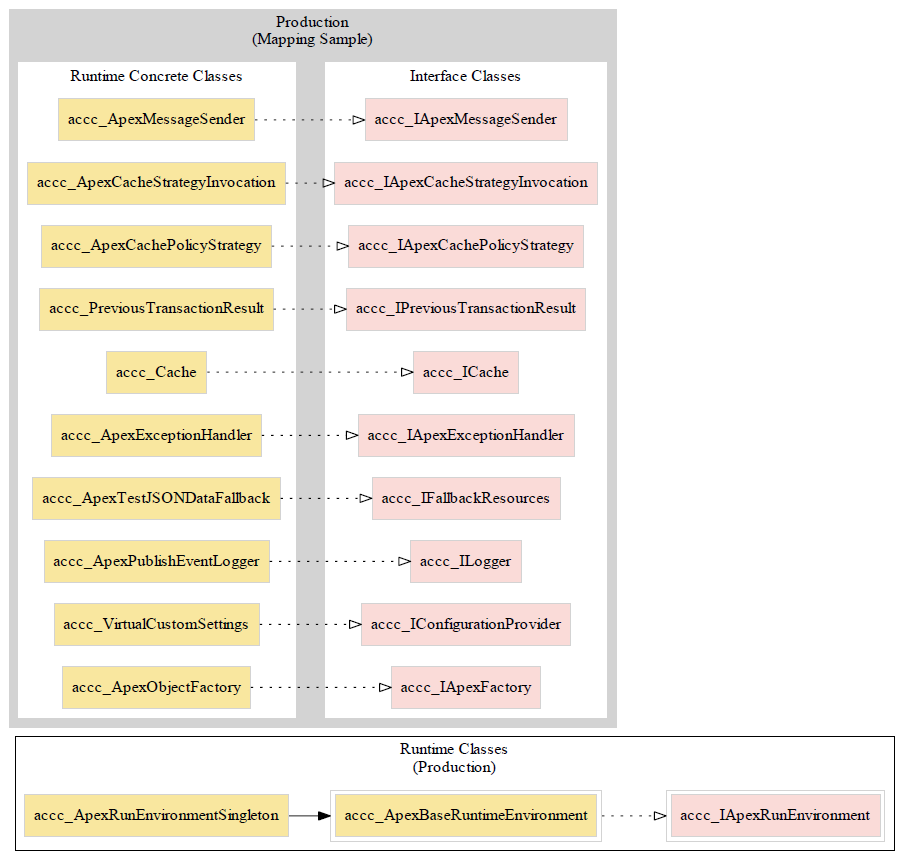 Production
(Mapping Sample)
Runtime Concrete Classes
Interface Classes
accc_ApexMessageSender
accc_IApexMessageSender
accc_ApexCacheStrategyInvocation
accc_IApexCacheStrategyInvocation
accc_ApexCachePolicyStrategy
accc_IApexCachePolicyStrategy
accc_PreviousTransactionResult
accc_IPreviousTransactionResult
accc_Cache
accc_ICache
accc_ApexExceptionHandler
accc_IApexExceptionHandler
accc_ApexTestJSONDataFallback
accc_IFallbackResources
accc_ApexPublishEventLogger
accc_ILogger
accc_VirtualCustomSettings
accc_IConfigurationProvider
accc_ApexObjectFactory
accc_IApexFactory
Runtime Classes
(Production)
accc_ApexRunEnvironmentSingleton
accc_ApexBaseRuntimeEnvironment
accc_IApexRunEnvironment